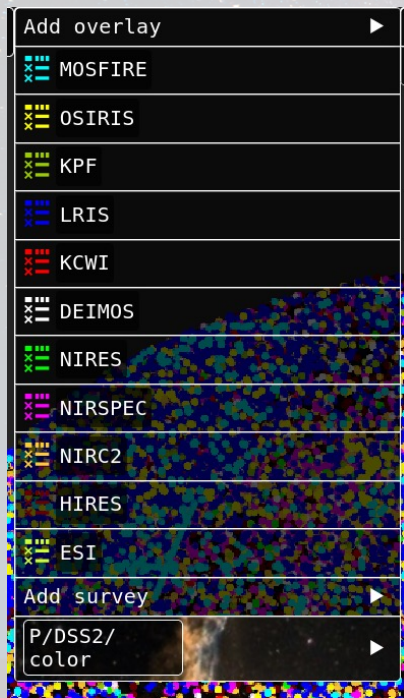 Add overlay
MOSFIRE
OSIRIS
KPF
LRIS
KCWI
DEIMOS
NIRES
NIRSPEC
NIRC2
HIRES
ESI
Add survey
P/DSS2/
color